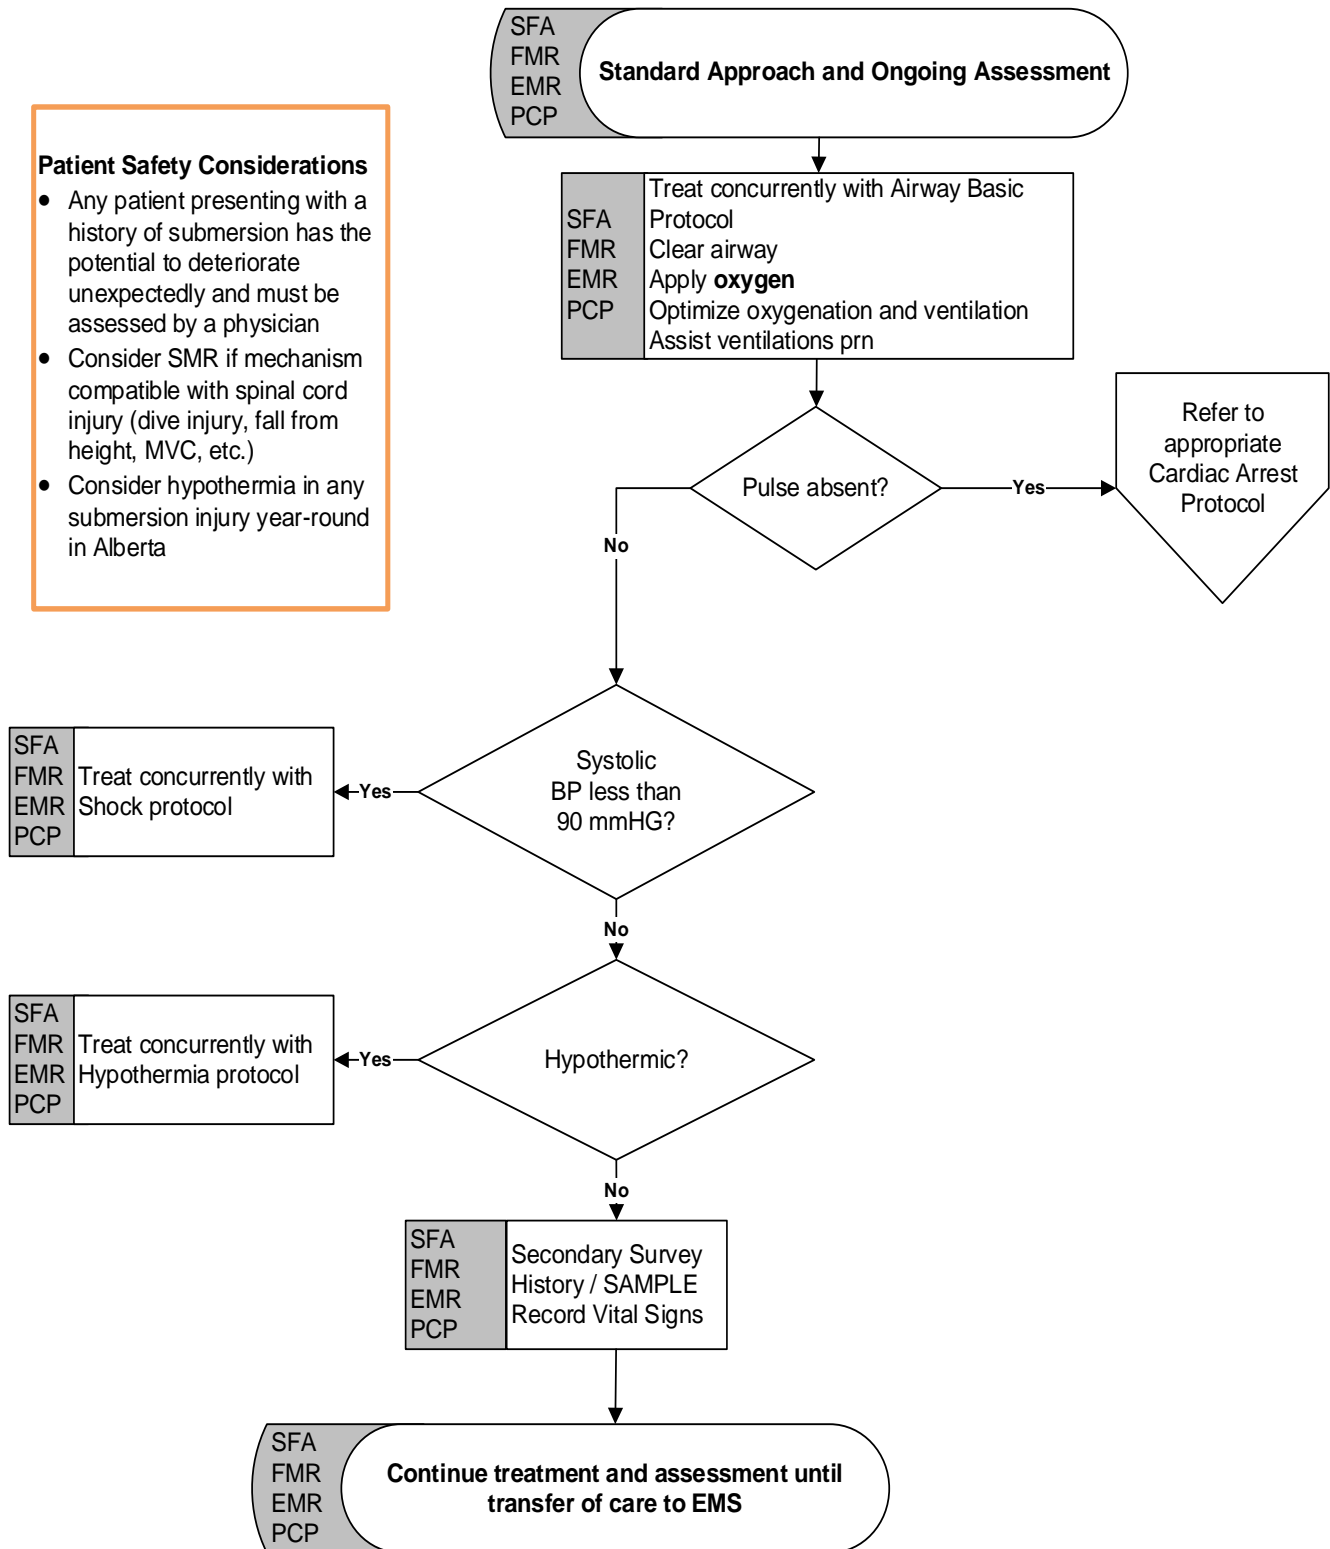 SFA
FMR
EMR
PCP
Standard Approach and Ongoing Assessment
Patient Safety Considerations
• Any patient presenting with a
history of submersion has the
potential to deteriorate
unexpectedly and must be
assessed by a physician
• Consider SMR if mechanism
compatible with spinal cord
injury (dive injury, fall from
height, MVC, etc.)
• Consider hypothermia in any
submersion injury year-round
in Alberta
SFA
FMR
EMR
PCP
Treat concurrently with Airway Basic
Protocol
Clear airway
Apply oxygen
Optimize oxygenation and ventilation
Assist ventilations prn
Pulse absent?
Yes
Refer to
appropriate
Cardiac Arrest
Protocol
No
Systolic
BP less than
90 mmHG?
Yes
SFA
FMR
EMR
PCP
Treat concurrently with
Shock protocol
No
Hypothermic?
Yes
SFA
FMR
EMR
PCP
Treat concurrently with
Hypothermia protocol
No
SFA
FMR
EMR
PCP
Secondary Survey
History / SAMPLE
Record Vital Signs
SFA
FMR
EMR
PCP
Continue treatment and assessment until
transfer of care to EMS